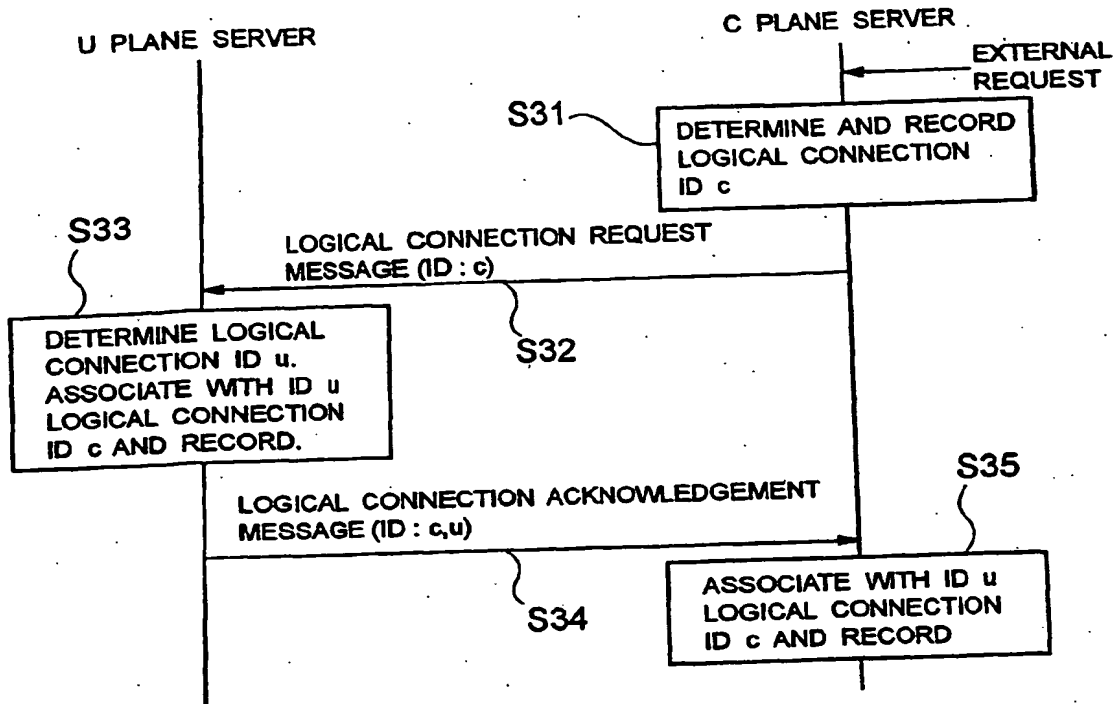 U PLANE SERVER
C PLANE SERVER
EXTERNAL
REQUEST
S31
DETERMINE AND RECORD
LOGICAL CONNECTION
ID c
S33
LOGICAL CONNECTION REQUEST
MESSAGE (ID : c)
S32
DETERMINE LOGICAL
CONNECTION ID u.
ASSOCIATE WITH ID u
LOGICAL CONNECTION
ID c AND RECORD.
LOGICAL CONNECTION ACKNOWLEDGEMENT
MESSAGE (ID : c,u)
S35
S34
ASSOCIATE WITH ID u
LOGICAL CONNECTION
ID c AND RECORD